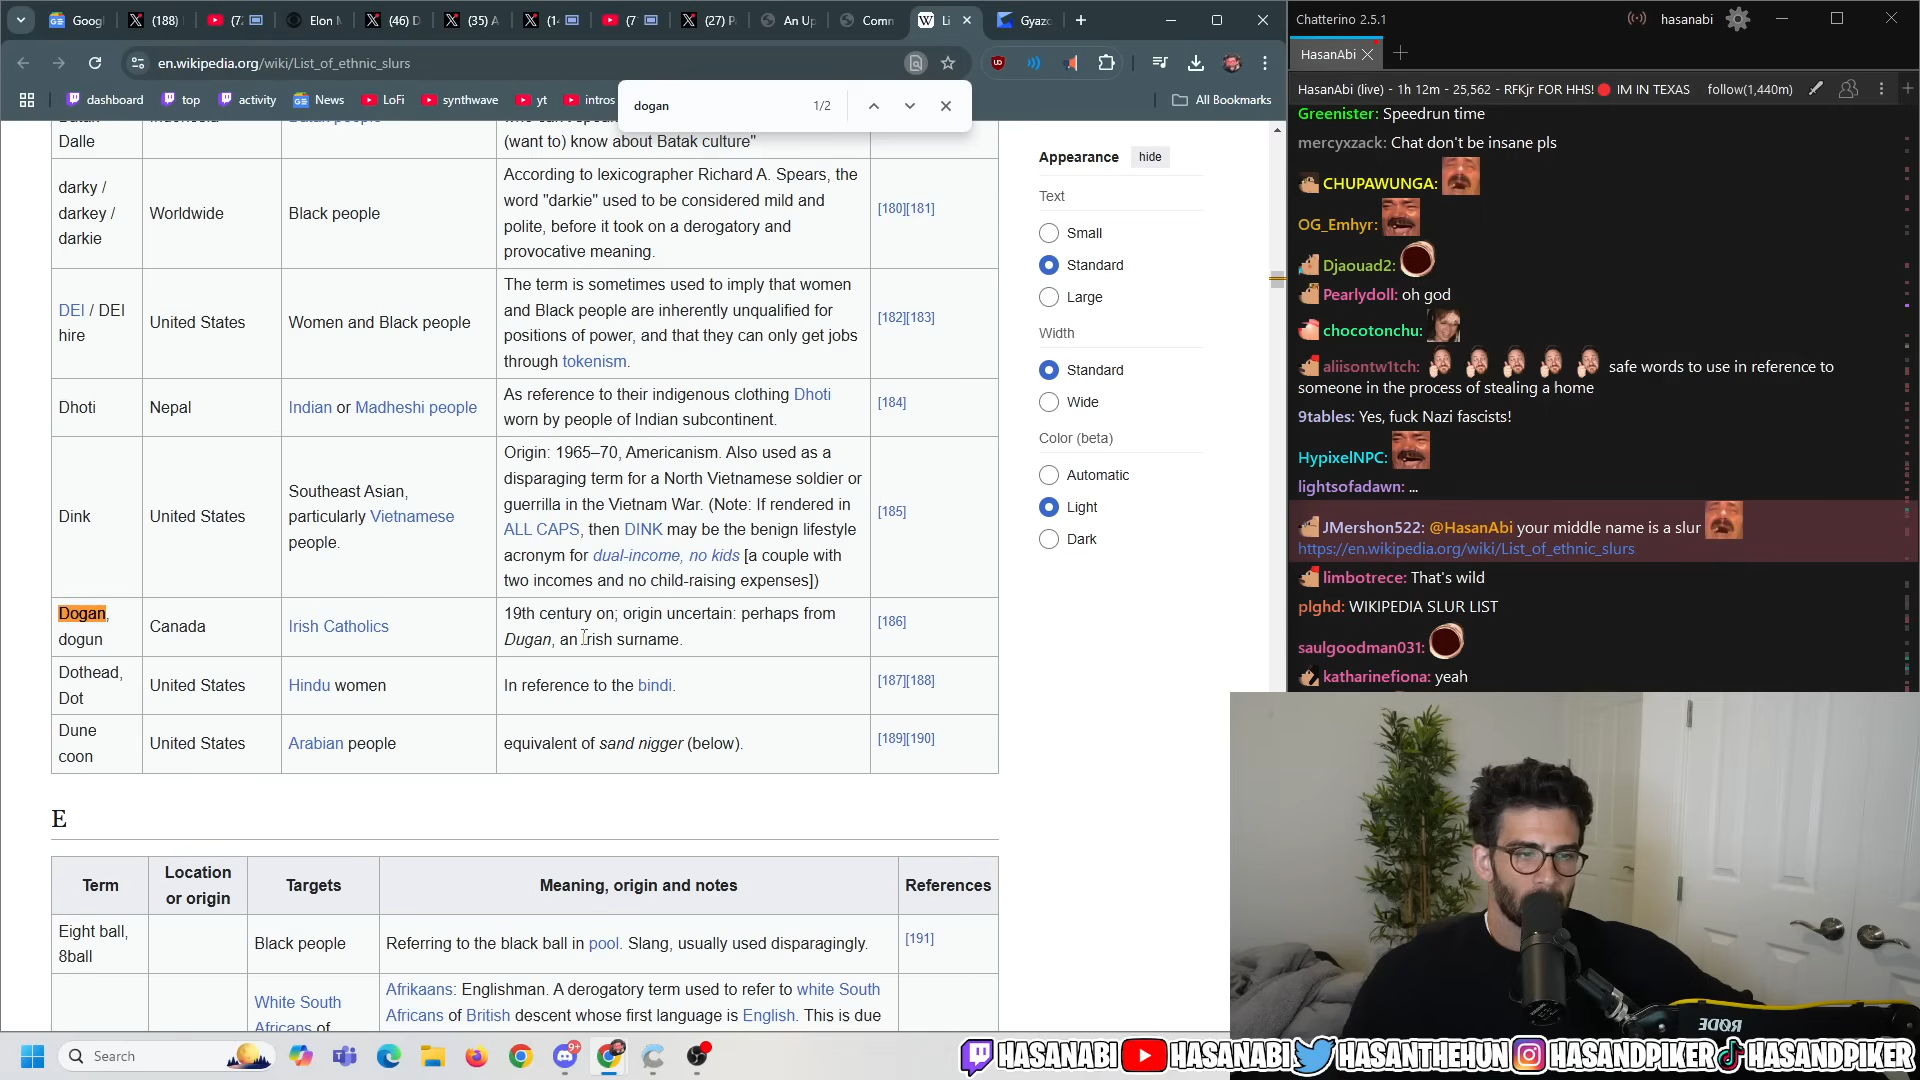 Googl
(188)
(7:
Elon M
(46) D
(35) A
(14
(7
(27) P
An Up
Comm
Li
Gyazo
en.wikipedia.org/wiki/List_of_ethnic_slurs
dashboard
top
activity
News
LoFi
synthwave
yt
intros
All Bookmarks
dogan
1/2
Dalle
(want to) know about Batak culture"
darky /
darkey /
darkie
Worldwide
Black people
According to lexicographer Richard A. Spears, the
word "darkie" used to be considered mild and
polite, before it took on a derogatory and
provocative meaning.
[180][181]
DEI / DEI
hire
United States
Women and Black people
The term is sometimes used to imply that women
and Black people are inherently unqualified for
positions of power, and that they can only get jobs
through tokenism.
[182][183]
Dhoti
Nepal
Indian or Madheshi people
As reference to their indigenous clothing Dhoti
worn by people of Indian subcontinent.
[184]
Dink
United States
Southeast Asian,
particularly Vietnamese
people.
Origin: 1965–70, Americanism. Also used as a
disparaging term for a North Vietnamese soldier or
guerrilla in the Vietnam War. (Note: If rendered in
ALL CAPS, then DINK may be the benign lifestyle
acronym for dual-income, no kids [a couple with
two incomes and no child-raising expenses])
[185]
Dogan,
dogun
Canada
Irish Catholics
19th century on; origin uncertain: perhaps from
Dugan, an Irish surname.
[186]
Dothead,
Dot
United States
Hindu women
In reference to the bindi.
[187][188]
Dune
coon
United States
Arabian people
equivalent of sand nigger (below).
[189][190]
E
Term
Location
or origin
Targets
Meaning, origin and notes
References
Eight ball,
8ball
Black people
Referring to the black ball in pool. Slang, usually used disparagingly.
[191]
White South
Africans of
Afrikaans: Englishman. A derogatory term used to refer to white South
Africans of British descent whose first language is English. This is due
Appearance
hide
Text
Small
Standard
Large
Width
Standard
Wide
Color (beta)
Automatic
Light
Dark
Chatterino 2.5.1
hasanabi
HasanAbi
HasanAbi (live) - 1h 12m - 25,562 - RFKjr FOR HHS! IM IN TEXAS
follow(1,440m)
Greenister: Speedrun time
mercyxzack: Chat don't be insane pls
CHUPAWUNGA:
OG_Emhyr:
Djaouad2:
Pearlydoll: oh god
chocotonchu:
aliisontw1tch: safe words to use in reference to
someone in the process of stealing a home
9tables: Yes, fuck Nazi fascists!
HypixelNPC:
lightsofadawn: ...
JMershon522: @HasanAbi your middle name is a slur
https://en.wikipedia.org/wiki/List_of_ethnic_slurs
limbotrece: That's wild
plghd: WIKIPEDIA SLUR LIST
saulgoodman031:
katharinefiona: yeah
RØDE
Search
9+
HASANABI
HASANABI
HASANTHEHUN
HASANDPIKER
HASANDPIKER